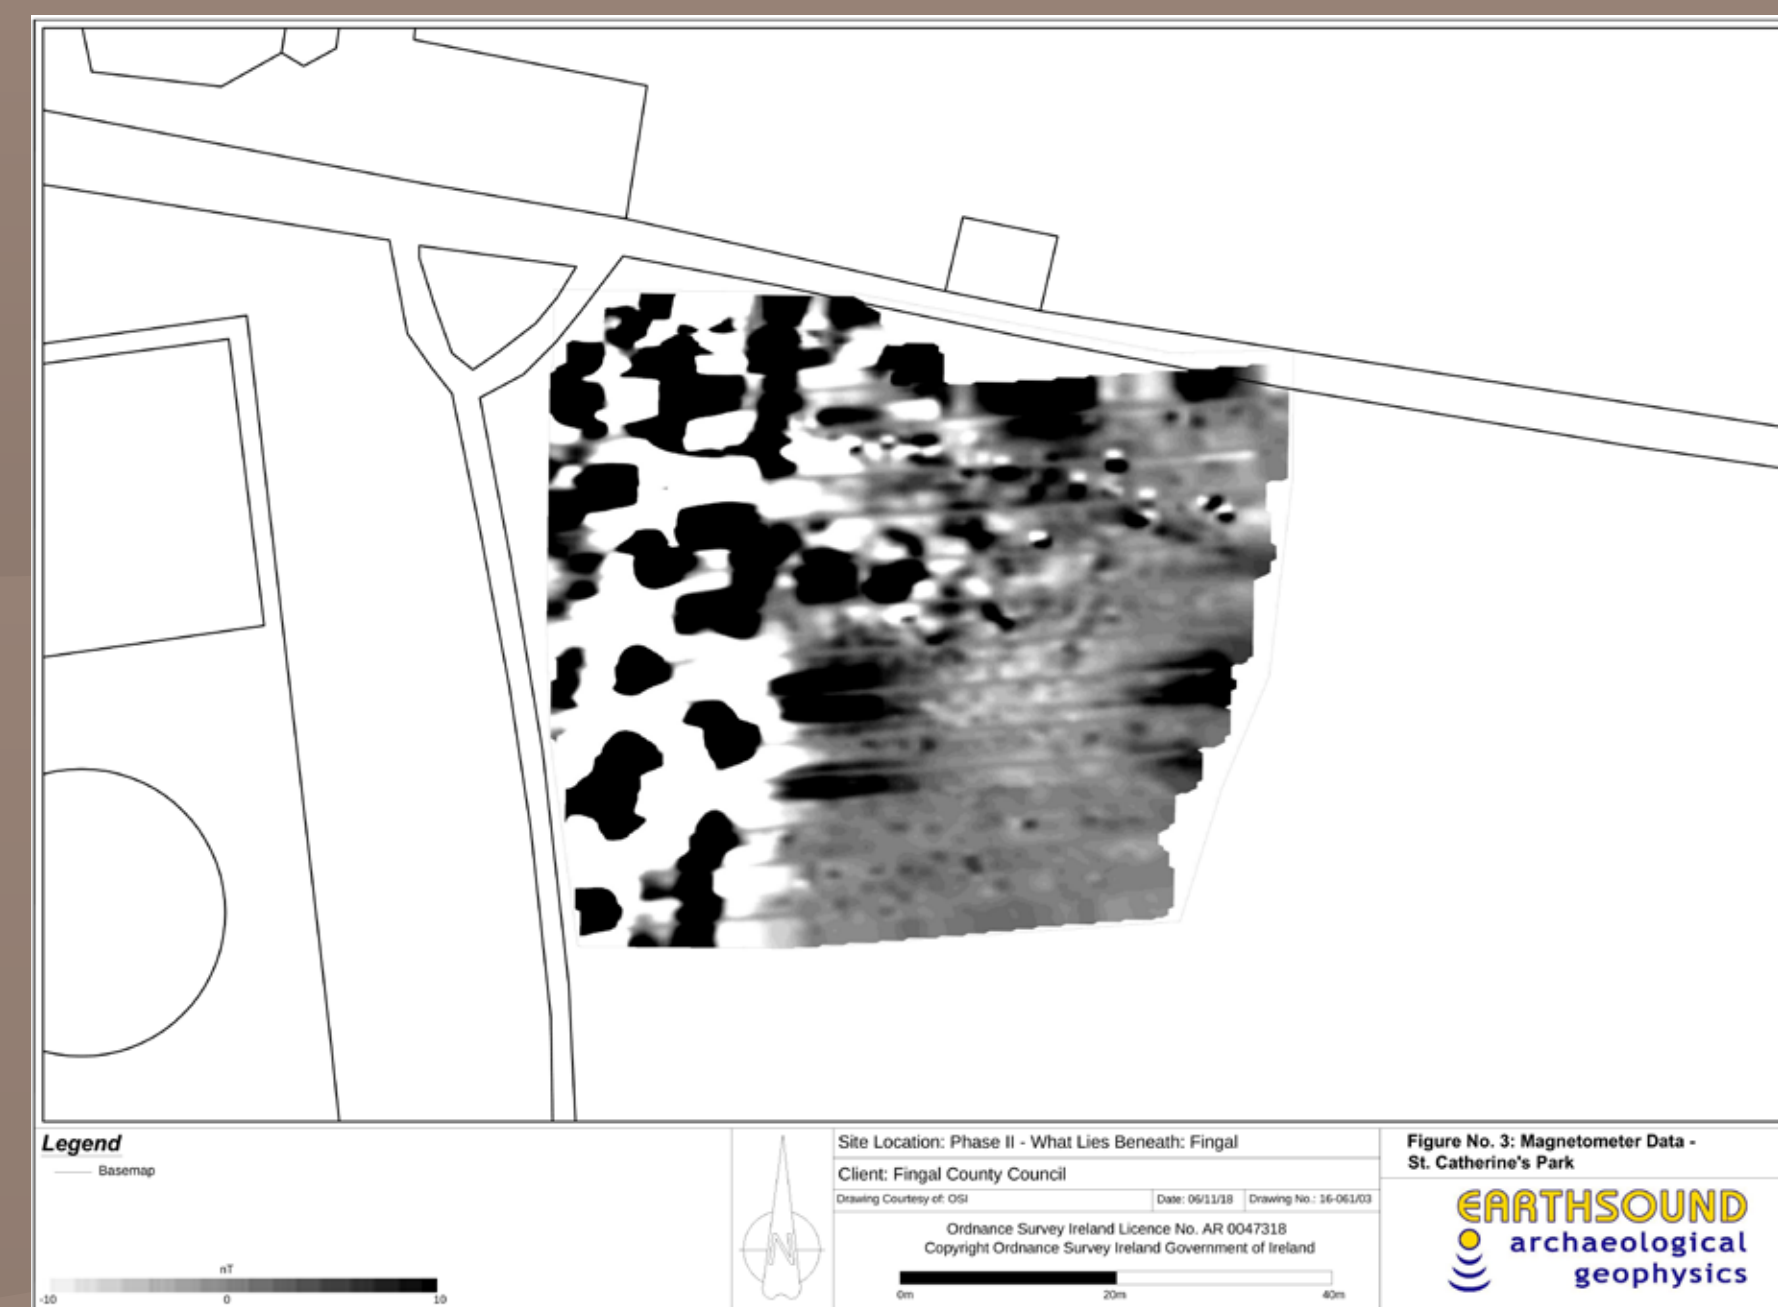 Legend
Basemap
nT
-10 0 10
N
Site Location: Phase II - What Lies Beneath: Fingal
Client: Fingal County Council
Drawing Courtesy of: OSI Date: 06/11/18 Drawing No.: 16-061/03
Ordnance Survey Ireland Licence No. AR 0047318
Copyright Ordnance Survey Ireland Government of Ireland
0m 20m 40m
Figure No. 3: Magnetometer Data -
St. Catherine's Park
EARTHSOUND
archaeological
geophysics